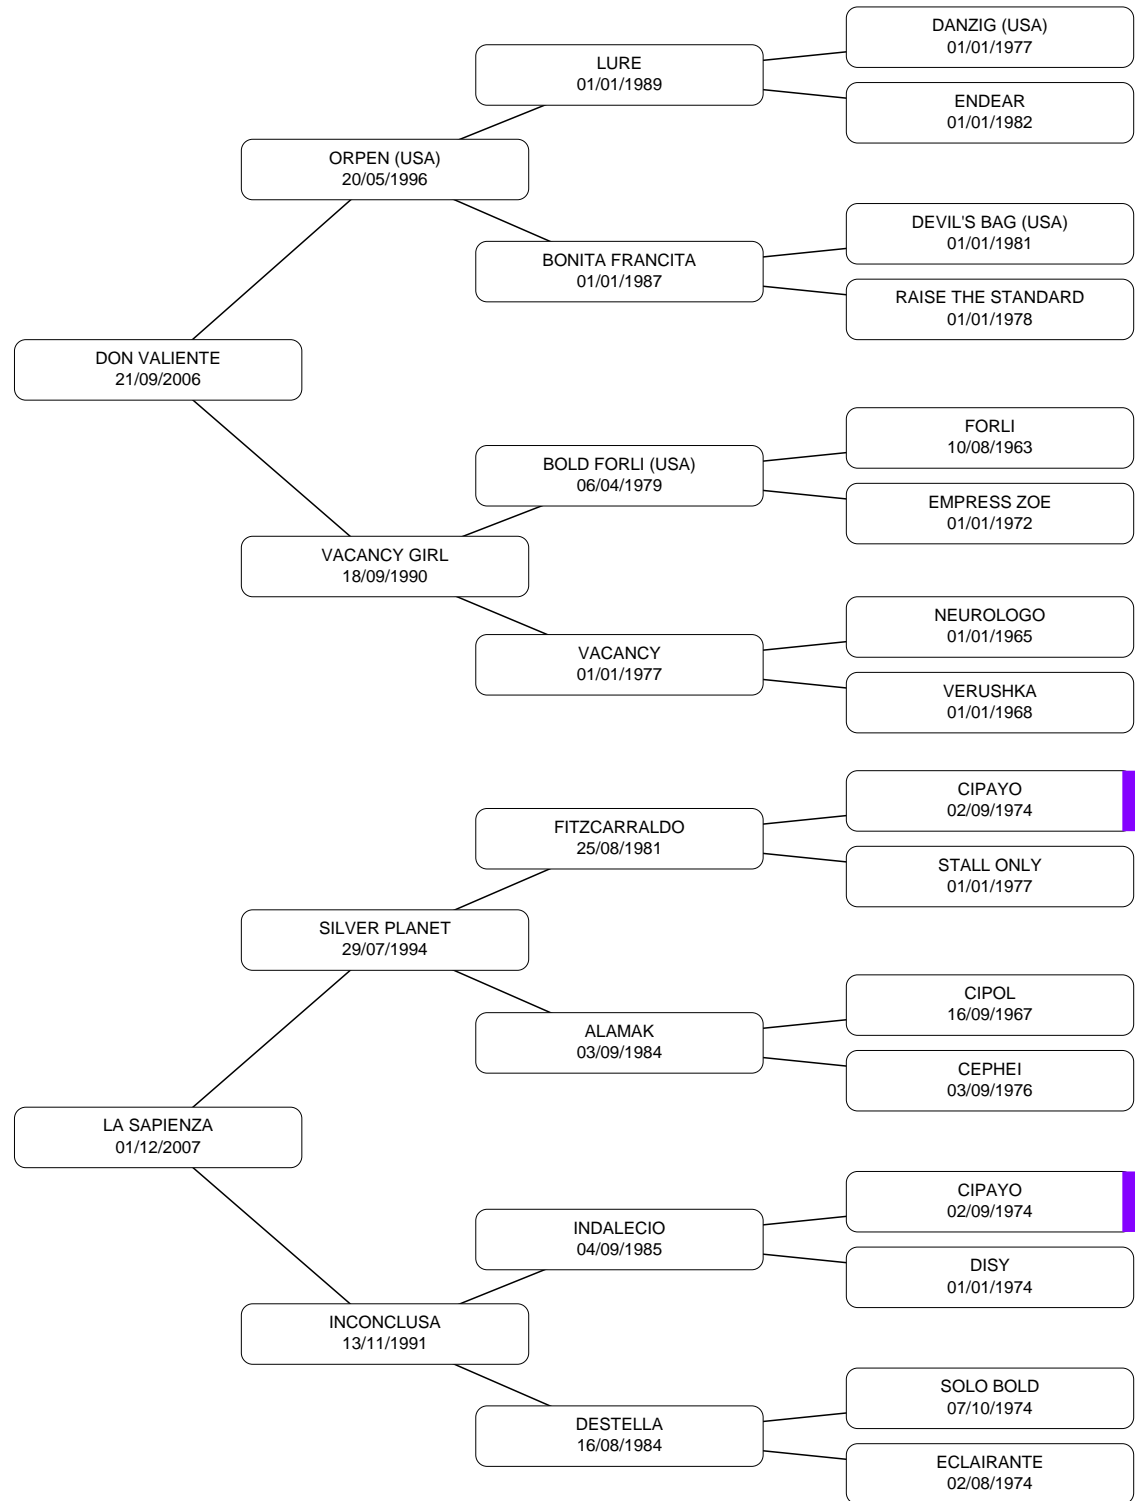 DANZIG (USA)
01/01/1977
LURE
01/01/1989
ENDEAR
01/01/1982
ORPEN (USA)
20/05/1996
DEVIL'S BAG (USA)
01/01/1981
BONITA FRANCITA
01/01/1987
RAISE THE STANDARD
01/01/1978
DON VALIENTE
21/09/2006
FORLI
10/08/1963
BOLD FORLI (USA)
06/04/1979
EMPRESS ZOE
01/01/1972
VACANCY GIRL
18/09/1990
NEUROLOGO
01/01/1965
VACANCY
01/01/1977
VERUSHKA
01/01/1968
CIPAYO
02/09/1974
FITZCARRALDO
25/08/1981
STALL ONLY
01/01/1977
SILVER PLANET
29/07/1994
CIPOL
16/09/1967
ALAMAK
03/09/1984
CEPHEI
03/09/1976
LA SAPIENZA
01/12/2007
CIPAYO
02/09/1974
INDALECIO
04/09/1985
DISY
01/01/1974
INCONCLUSA
13/11/1991
SOLO BOLD
07/10/1974
DESTELLA
16/08/1984
ECLAIRANTE
02/08/1974